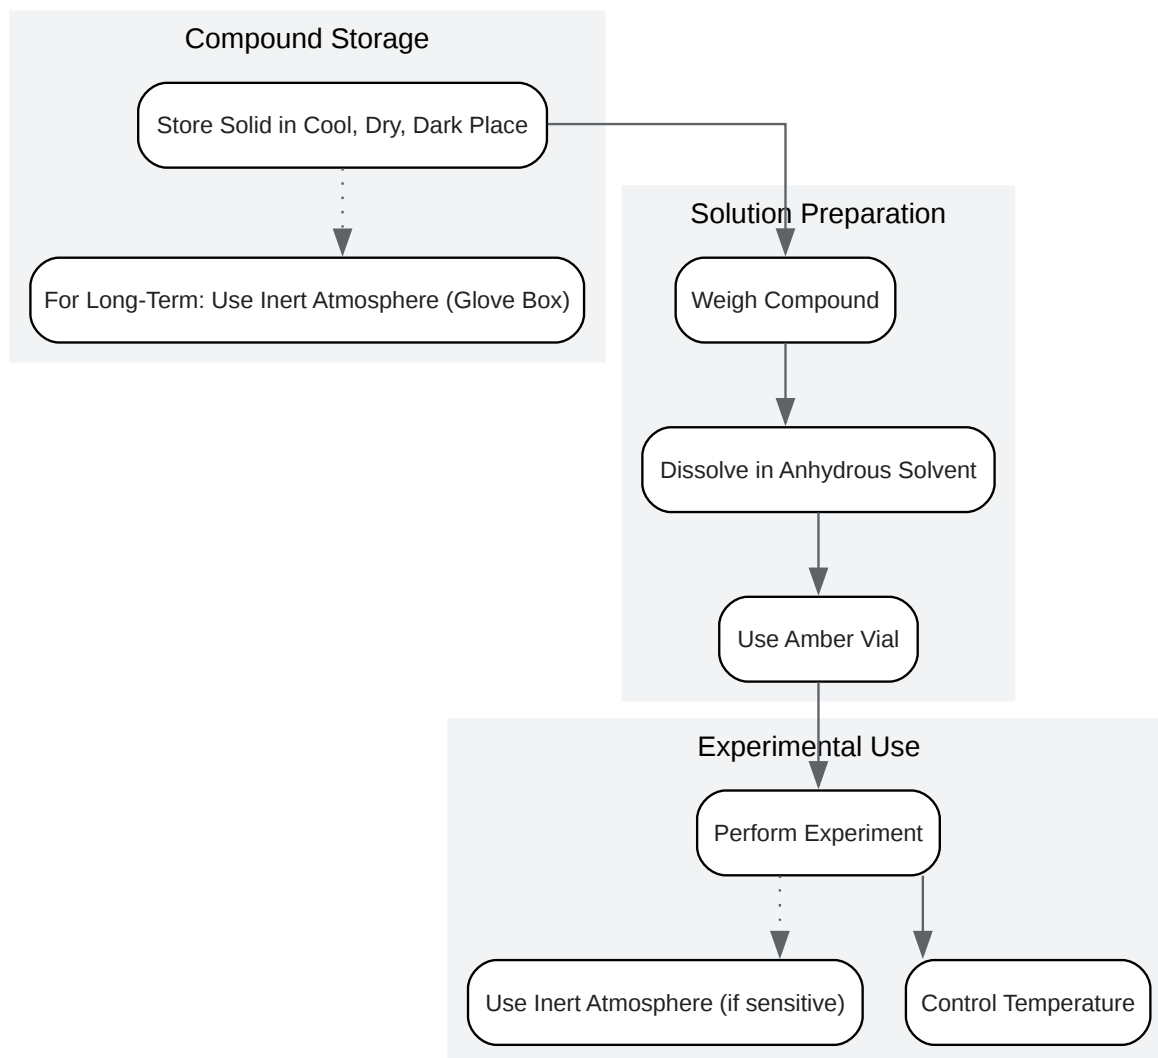 Compound Storage
Store Solid in Cool, Dry, Dark Place
For Long-Term: Use Inert Atmosphere (Glove Box)
Solution Preparation
Weigh Compound
Dissolve in Anhydrous Solvent
Use Amber Vial
Experimental Use
Perform Experiment
Use Inert Atmosphere (if sensitive)
Control Temperature